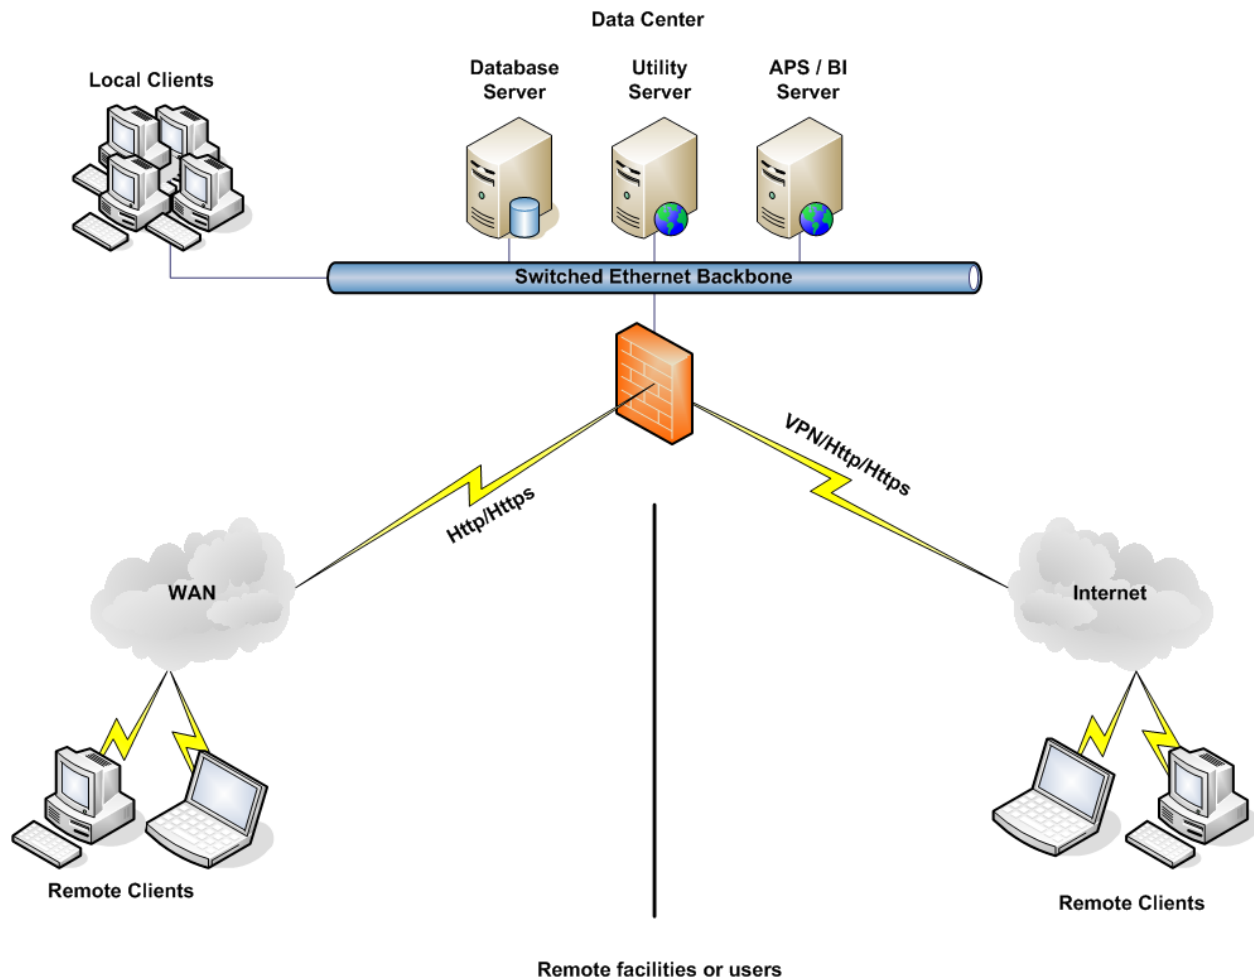 Data Center
Local Clients
Database
Server
Utility
Server
APS / BI
Server
Switched Ethernet Backbone
Http/Https
VPN/Http/Https
WAN
Internet
Remote Clients
Remote Clients
Remote facilities or users